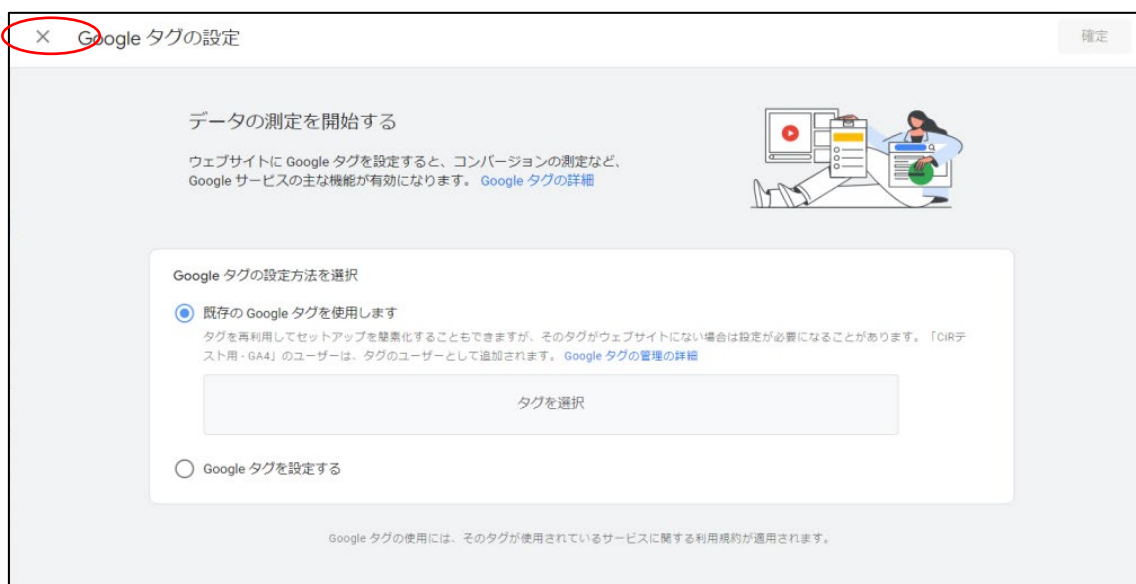 × Google タグの設定 確定
データの測定を開始する
ウェブサイトに Google タグを設定すると、コンバージョンの測定など、
Google サービスの主な機能が有効になります。 Google タグの詳細
Google タグの設定方法を選択
既存の Google タグを使用します
タグを再利用してセットアップを簡素化することもできますが、そのタグがウェブサイトにない場合は設定が必要になることがあります。「CIRテ
スト用 - GA4」のユーザーは、タグのユーザーとして追加されます。 Google タグの管理の詳細
タグを選択
Google タグを設定する
Google タグの使用には、そのタグが使用されているサービスに関する利用規約が適用されます。